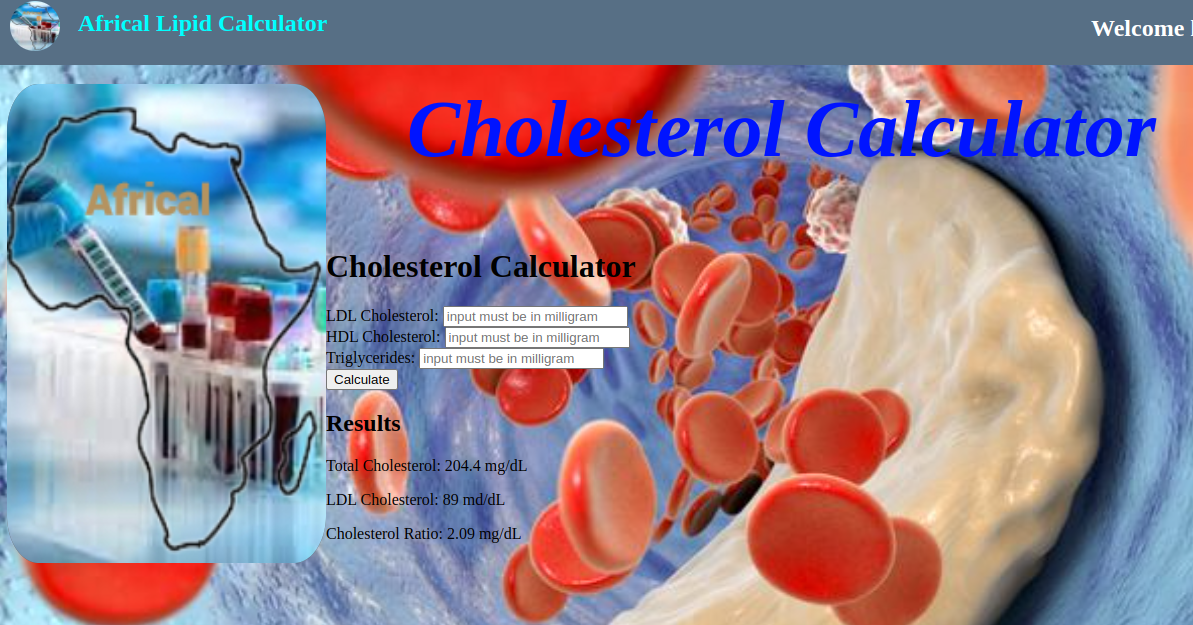 Africal Lipid Calculator
Welcome
Cholesterol Calculator
Africal
Cholesterol Calculator
LDL Cholesterol: input must be in milligram
HDL Cholesterol: input must be in milligram
Triglycerides: input must be in milligram
Calculate
Results
Total Cholesterol: 204.4 mg/dL
LDL Cholesterol: 89 md/dL
Cholesterol Ratio: 2.09 mg/dL